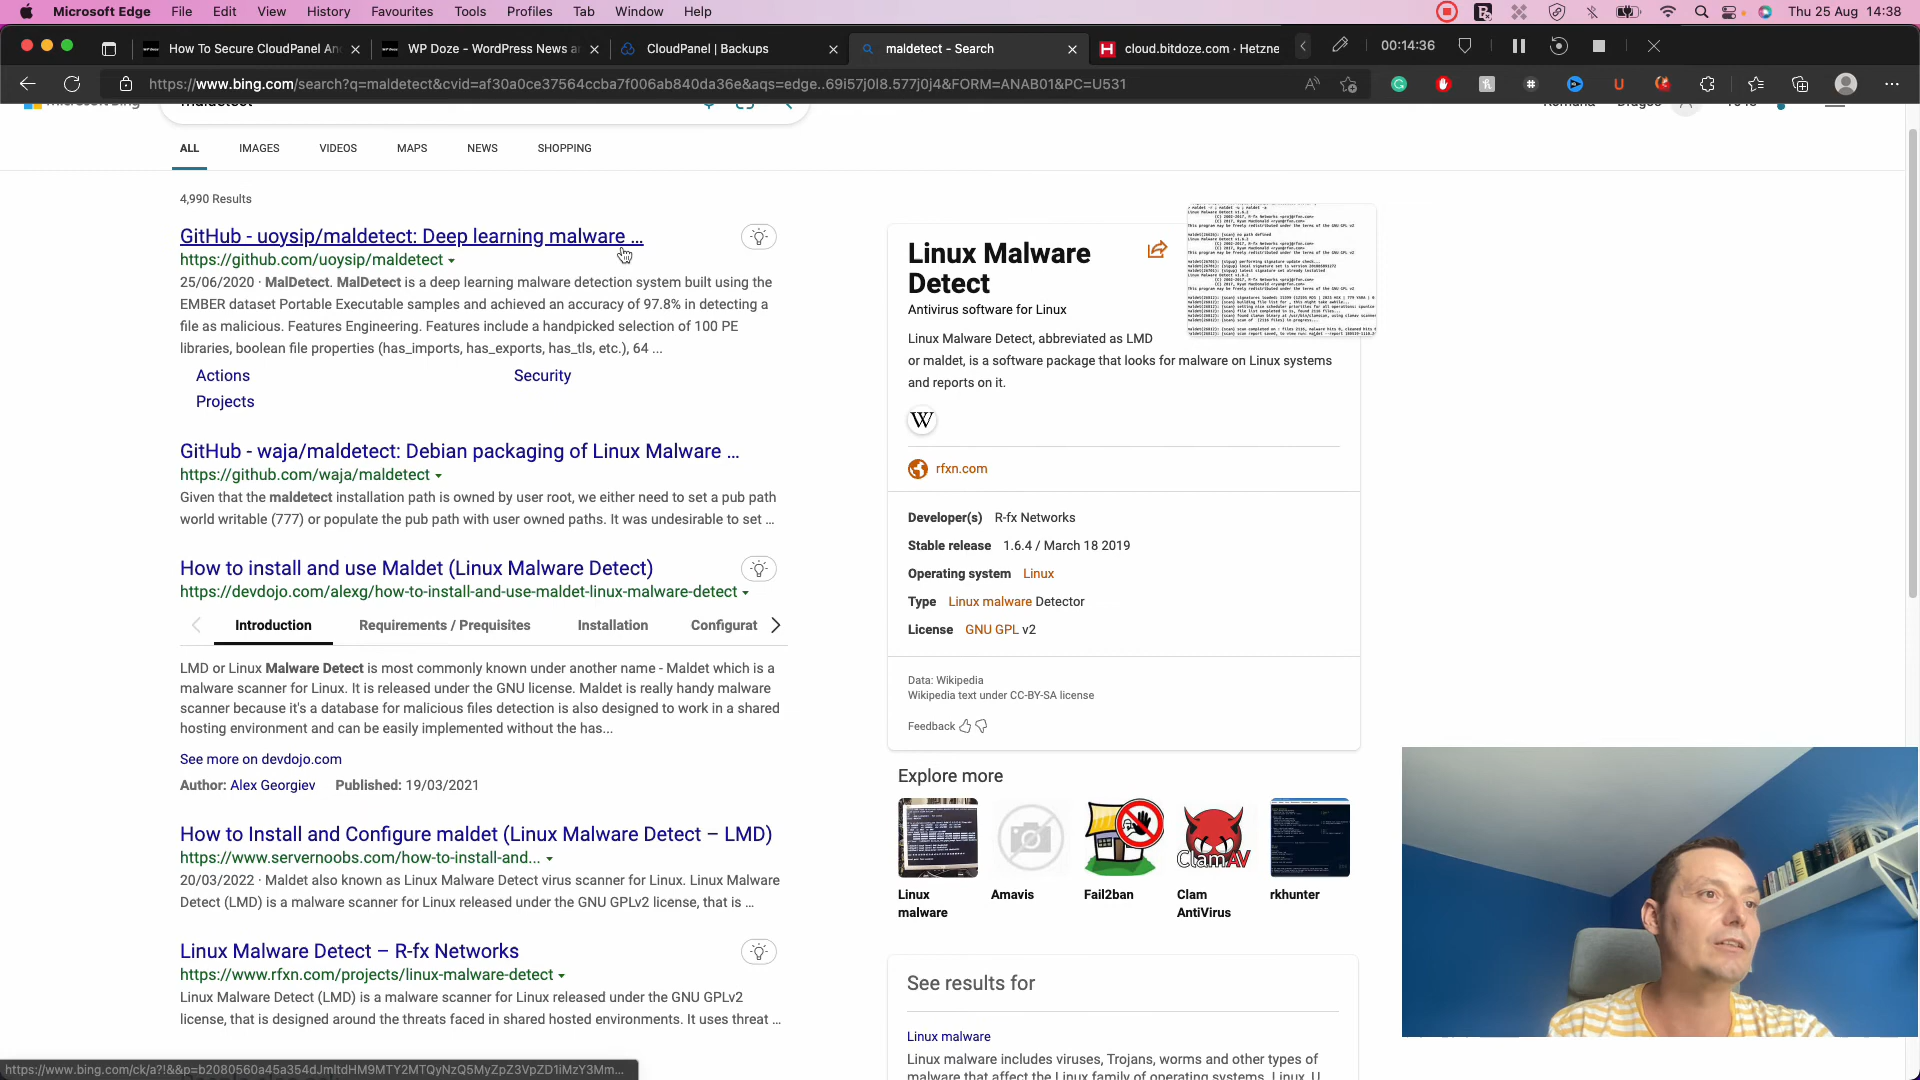 Microsoft Edge File Edit View History Favourites Tools Profiles Tab Window Help Thu 25 Aug 14:38
How To Secure CloudPanel An
WP Doze - WordPress News a
CloudPanel | Backups
maldetect - Search
cloud.bitdoze.com · Hetzne
00:14:36
https://www.bing.com/search?q=maldetect&cvid=af30a0ce37564ccba7f006ab840da36e&aqs=edge..69i57j0l8.577j0j4&FORM=ANAB01&PC=U531
ALL IMAGES VIDEOS MAPS NEWS SHOPPING
4,990 Results
GitHub - uoysip/maldetect: Deep learning malware ...
https://github.com/uoysip/maldetect
25/06/2020 · MalDetect. MalDetect is a deep learning malware detection system built using the
EMBER dataset Portable Executable samples and achieved an accuracy of 97.8% in detecting a
file as malicious. Features Engineering. Features include a handpicked selection of 100 PE
libraries, boolean file properties (has_imports, has_exports, has_tls, etc.), 64 ...
Actions Security
Projects
GitHub - waja/maldetect: Debian packaging of Linux Malware ...
https://github.com/waja/maldetect
Given that the maldetect installation path is owned by user root, we either need to set a pub path
world writable (777) or populate the pub path with user owned paths. It was undesirable to set ...
How to install and use Maldet (Linux Malware Detect)
https://devdojo.com/alexg/how-to-install-and-use-maldet-linux-malware-detect
Introduction Requirements / Prequisites Installation Configurat
LMD or Linux Malware Detect is most commonly known under another name - Maldet which is a
malware scanner for Linux. It is released under the GNU license. Maldet is really handy malware
scanner because it's a database for malicious files detection is also designed to work in a shared
hosting environment and can be easily implemented without the has...
See more on devdojo.com
Author: Alex Georgiev Published: 19/03/2021
How to Install and Configure maldet (Linux Malware Detect – LMD)
https://www.servernoobs.com/how-to-install-and...
20/03/2022 · Maldet also known as Linux Malware Detect virus scanner for Linux. Linux Malware
Detect (LMD) is a malware scanner for Linux released under the GNU GPLv2 license, that is ...
Linux Malware Detect – R-fx Networks
https://www.rfxn.com/projects/linux-malware-detect
Linux Malware Detect (LMD) is a malware scanner for Linux released under the GNU GPLv2
license, that is designed around the threats faced in shared hosted environments. It uses threat ...
https://www.bing.com/ck/a?!&&p=b2080560a45a354dJmltdHM9MTY2MTQyNzQ5MyZpZ3VpZD1iMzY3Mm...
Linux Malware
Detect
Antivirus software for Linux
Linux Malware Detect, abbreviated as LMD
or maldet, is a software package that looks for malware on Linux systems
and reports on it.
W
rfxn.com
Developer(s) R-fx Networks
Stable release 1.6.4 / March 18 2019
Operating system Linux
Type Linux malware Detector
License GNU GPL v2
Data: Wikipedia
Wikipedia text under CC-BY-SA license
Feedback
Explore more
ClamAV
Linux
malware
Amavis
Fail2ban
Clam
AntiVirus
rkhunter
See results for
Linux malware
Linux malware includes viruses, Trojans, worms and other types of
malware that affect the Linux family of operating systems. Linux, U